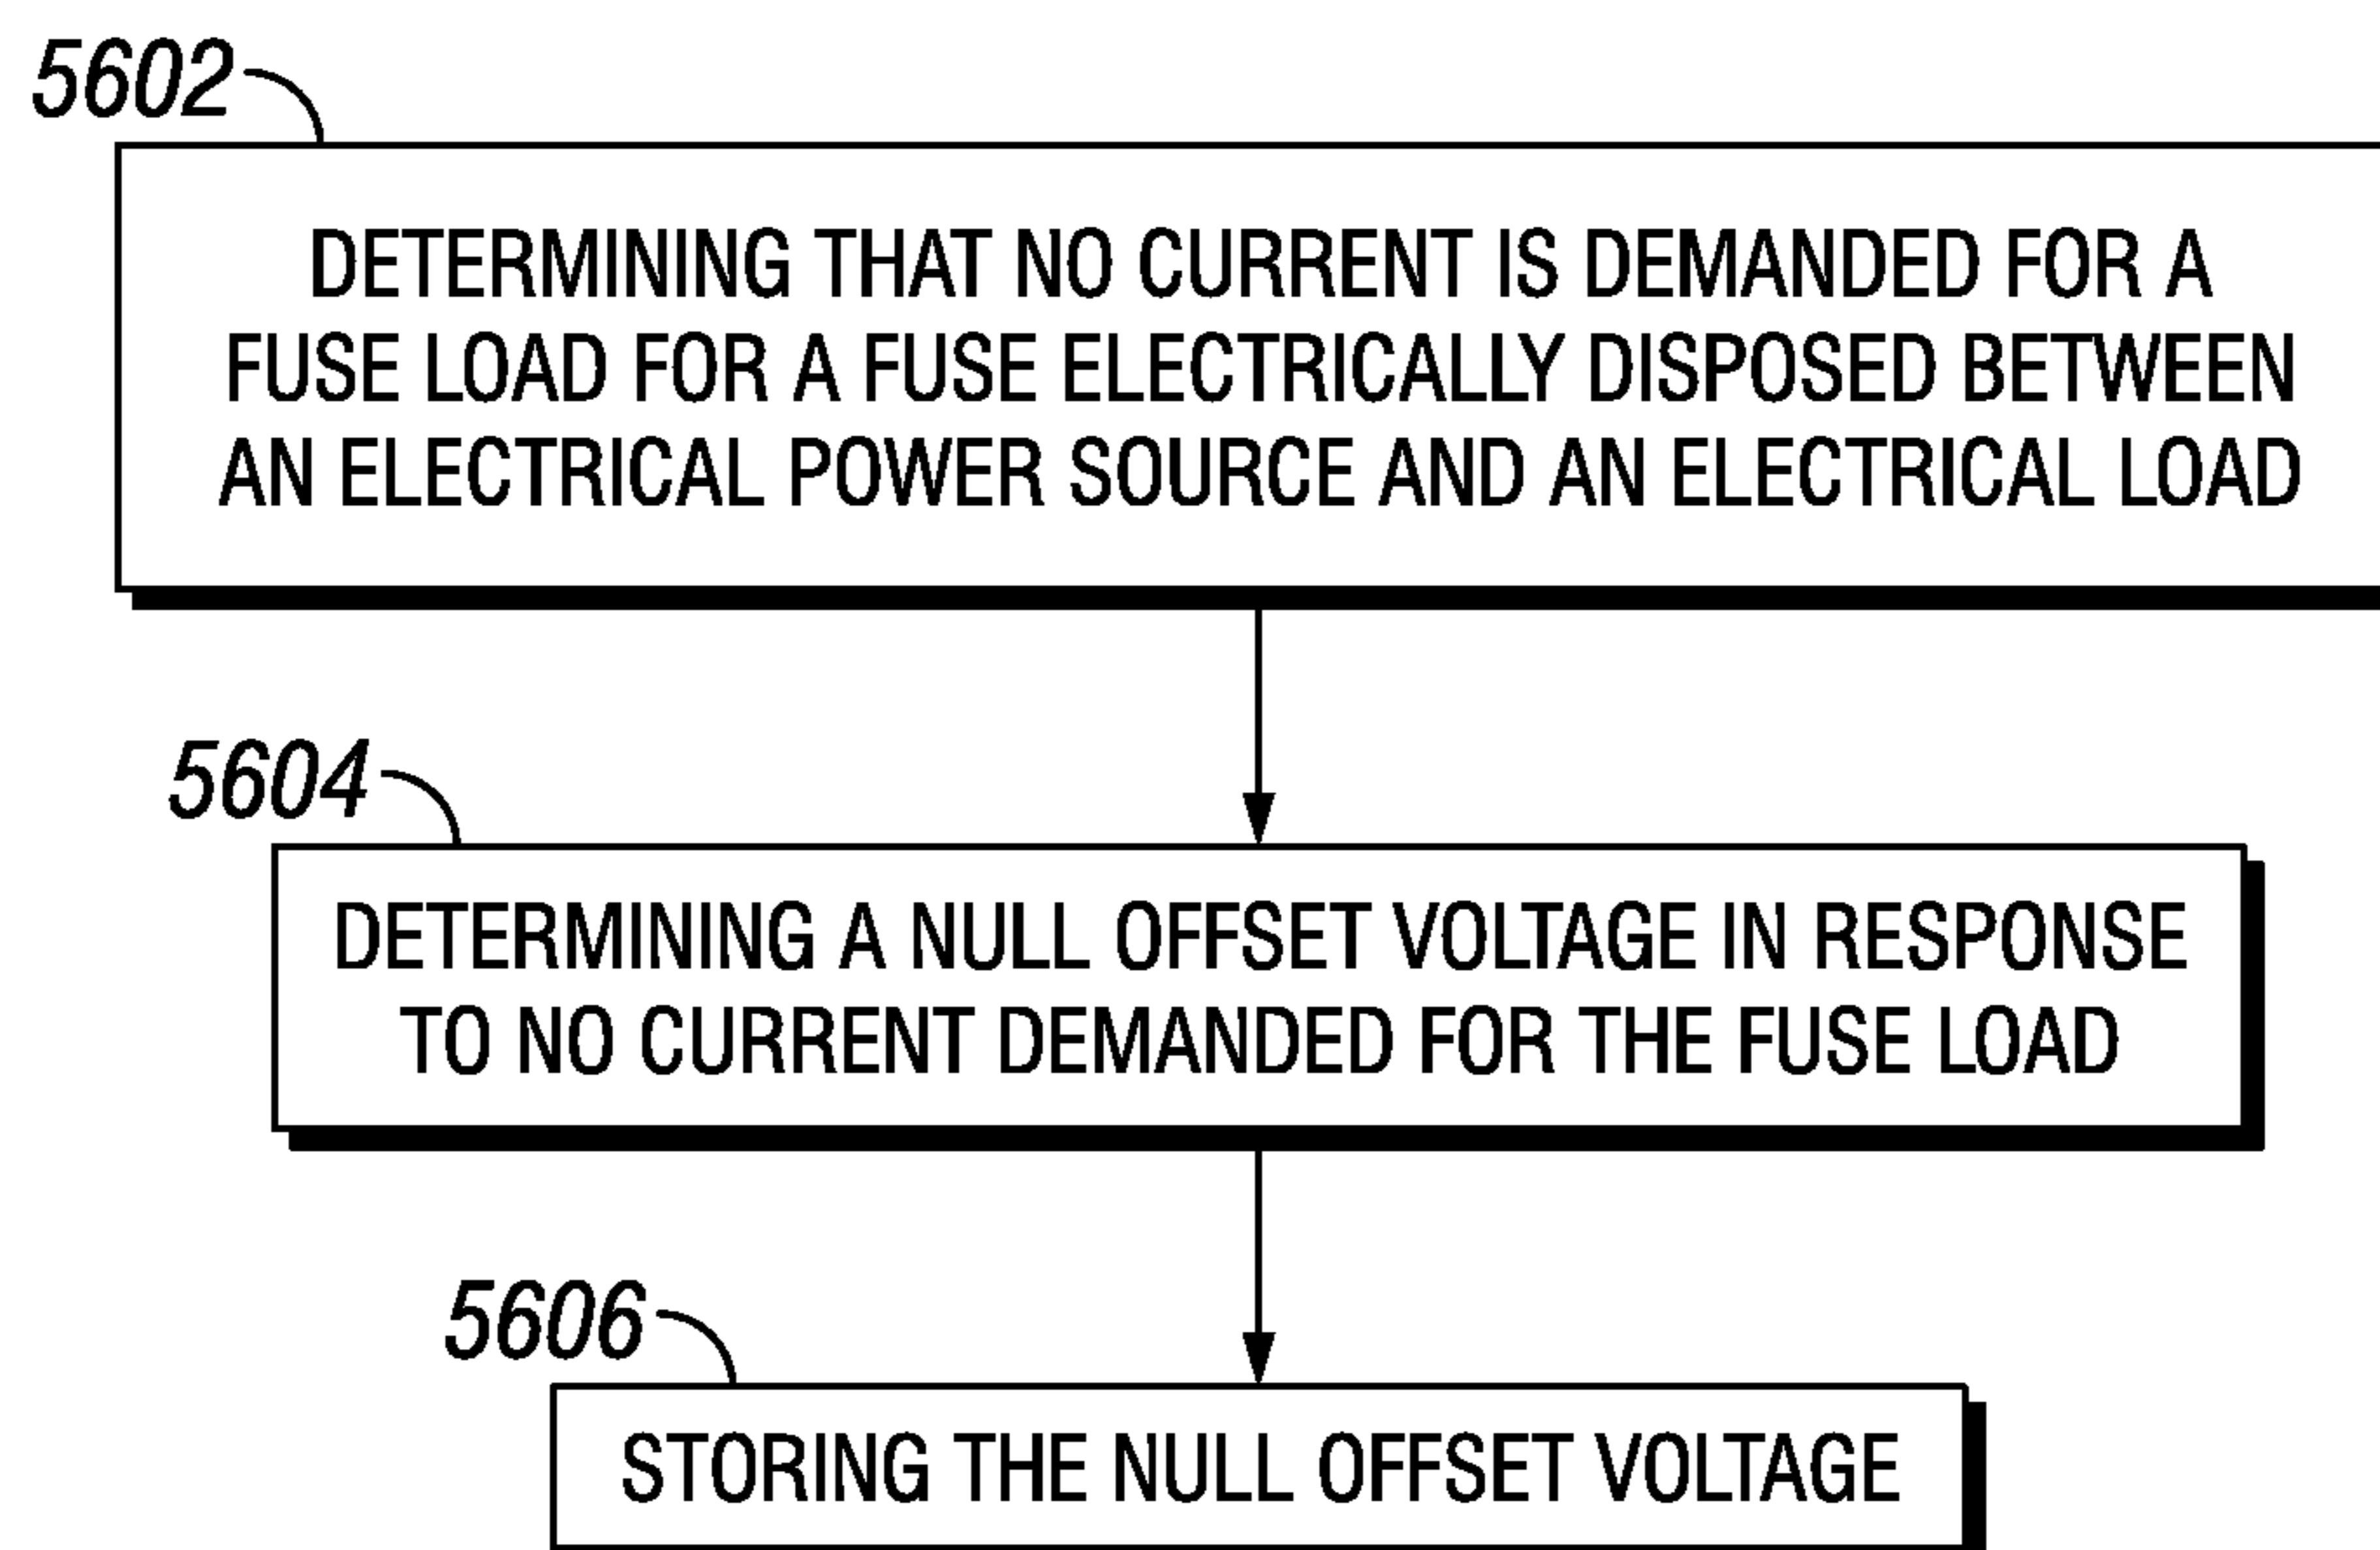 5602
DETERMINING THAT NO CURRENT IS DEMANDED FOR A
FUSE LOAD FOR A FUSE ELECTRICALLY DISPOSED BETWEEN
AN ELECTRICAL POWER SOURCE AND AN ELECTRICAL LOAD
5604
DETERMINING A NULL OFFSET VOLTAGE IN RESPONSE
TO NO CURRENT DEMANDED FOR THE FUSE LOAD
5606
STORING THE NULL OFFSET VOLTAGE